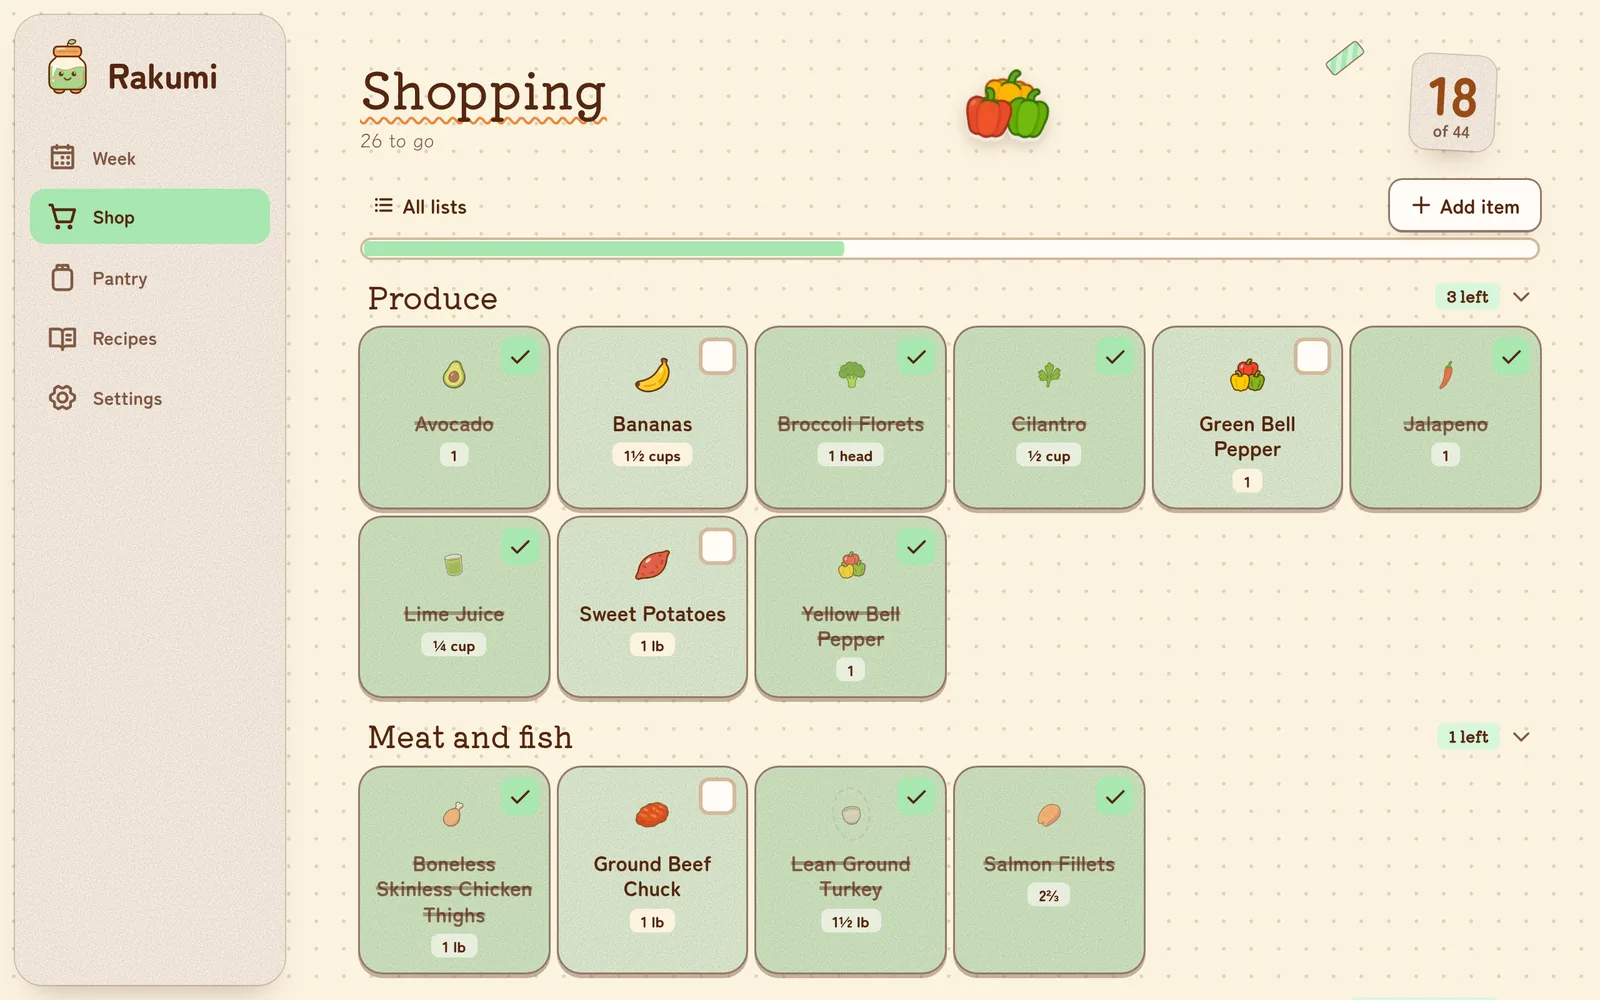 Rakumi
Week
Shop
Pantry
Recipes
Settings
Shopping
26 to go
18
of 44
All lists
Add item
Produce
3 left
Avocado
1
Bananas
1½ cups
Broccoli Florets
1 head
Cilantro
½ cup
Green Bell
Pepper
1
Jalapeno
1
Lime Juice
¼ cup
Sweet Potatoes
1 lb
Yellow Bell
Pepper
1
Meat and fish
1 left
Boneless
Skinless Chicken
Thighs
1 lb
Ground Beef
Chuck
1 lb
Lean Ground
Turkey
1½ lb
Salmon Fillets
2⅔